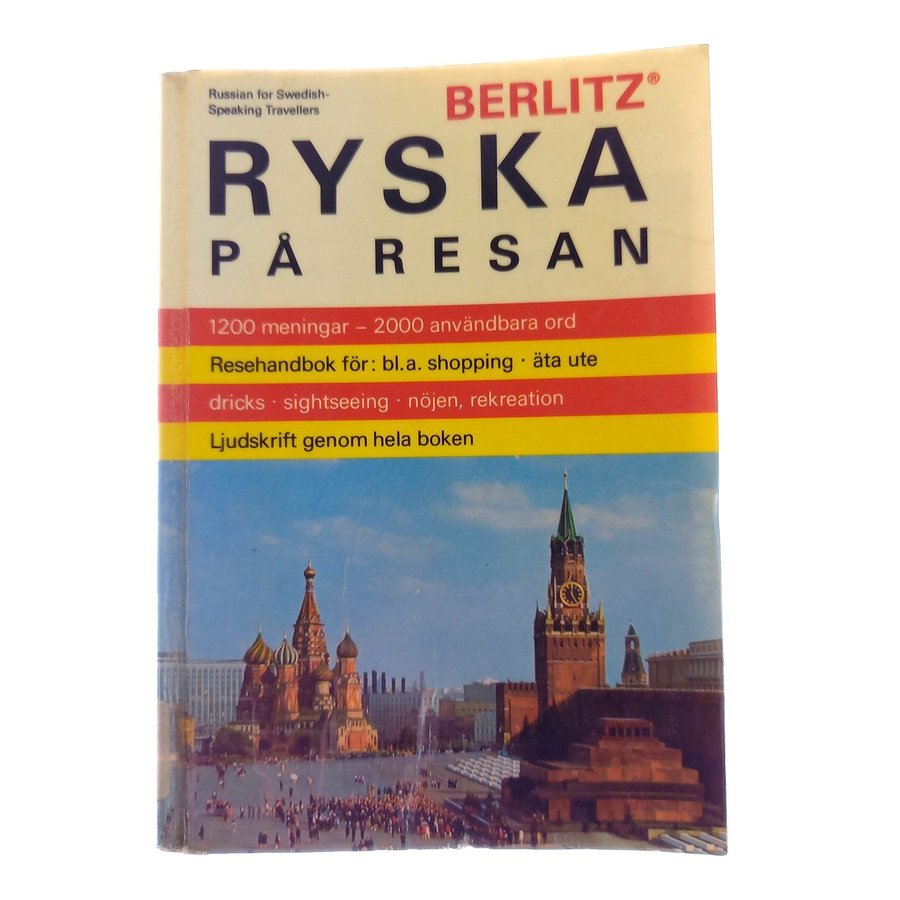 Russian for Swedish-
Speaking Travellers
BERLITZ®
RYSKA
PÅ RESAN
1200 meningar – 2000 användbara ord
Resehandbok för: bl.a. shopping · äta ute
dricks · sightseeing · nöjen, rekreation
Ljudskrift genom hela boken